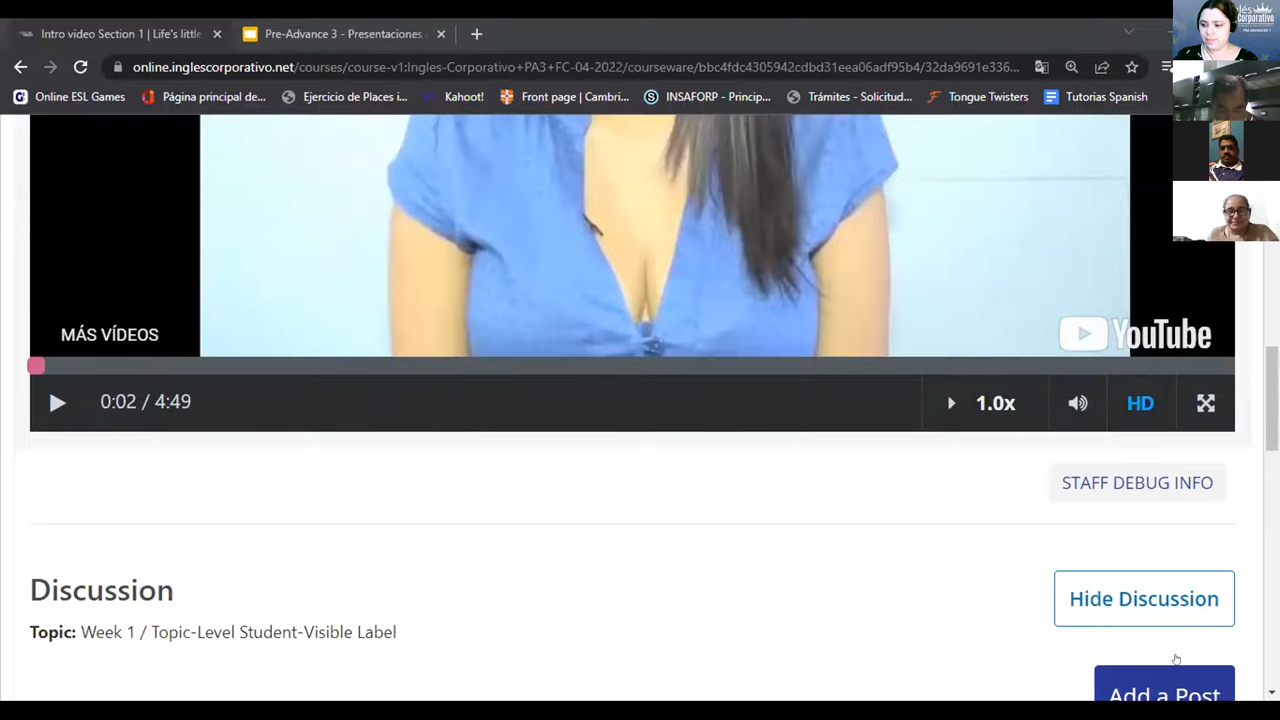 Intro video Section 1 | Life's little
Pre-Advance 3 - Presentaciones
online.inglescorporativo.net/courses/course-v1:Ingles-Corporativo+PA3+FC-04-2022/courseware/bbc4fdc4305942cdbd31eea06adf95b4/32da9691e336...
Online ESL Games
Página principal de...
Ejercicio de Places i...
Kahoot!
Front page | Cambri...
INSAFORP - Princip...
Trámites - Solicitud...
Tongue Twisters
Tutorias Spanish
MÁS VÍDEOS
YouTube
0:02 / 4:49
1.0x
HD
STAFF DEBUG INFO
Discussion
Hide Discussion
Topic: Week 1 / Topic-Level Student-Visible Label
Add a Post